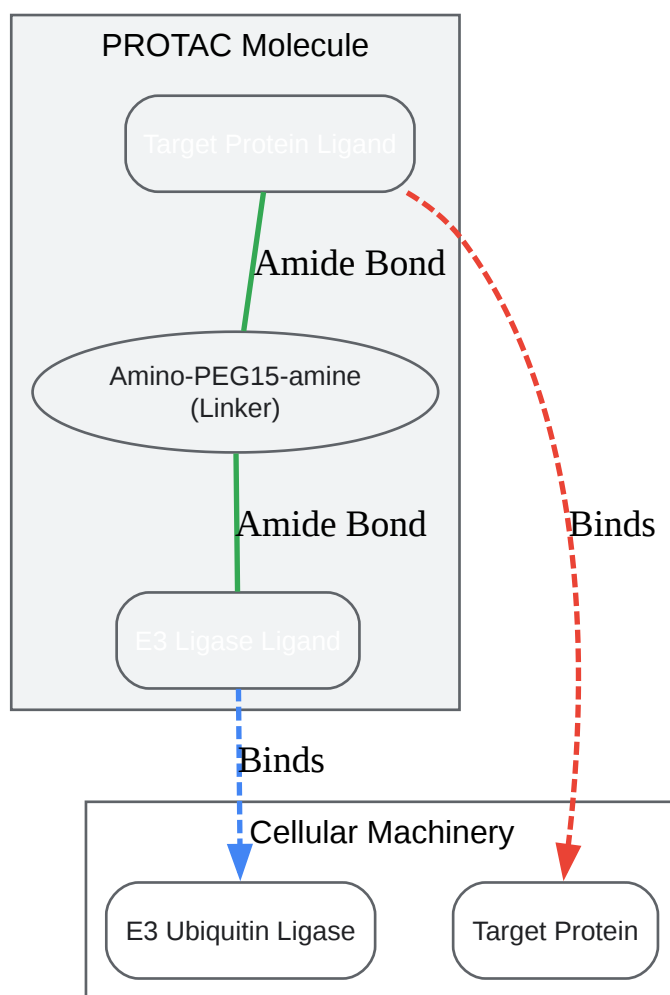 PROTAC Molecule
Target Protein Ligand
Amide Bond
Amino-PEG15-amine
(Linker)
Amide Bond
Binds
E3 Ligase Ligand
Binds
Cellular Machinery
E3 Ubiquitin Ligase
Target Protein